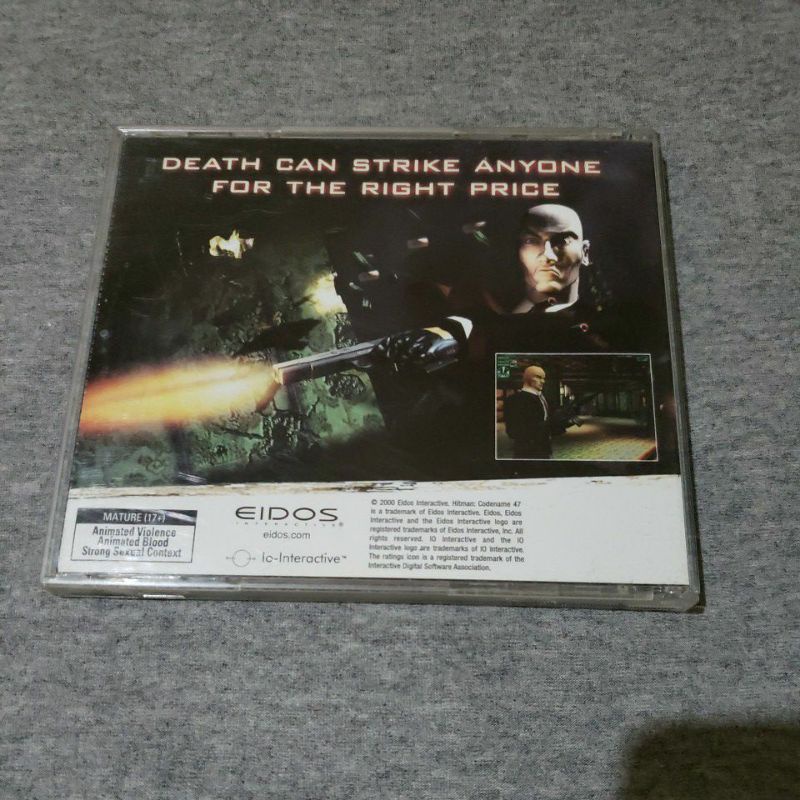 DEATH CAN STRIKE ANYONE
FOR THE RIGHT PRICE
MATURE (17+)
Animated Violence
Animated Blood
Strong Sexual Content
EIDOS
INTERACTIVE®
eidos.com
Io-Interactive™
© 2000 Eidos Interactive. Hitman: Codename 47
is a trademark of Eidos Interactive. Eidos, Eidos
Interactive and the Eidos Interactive logo are
registered trademarks of Eidos Interactive, Inc. All
rights reserved. IO Interactive and the IO
Interactive logo are trademarks of IO Interactive.
The ratings icon is a registered trademark of the
Interactive Digital Software Association.